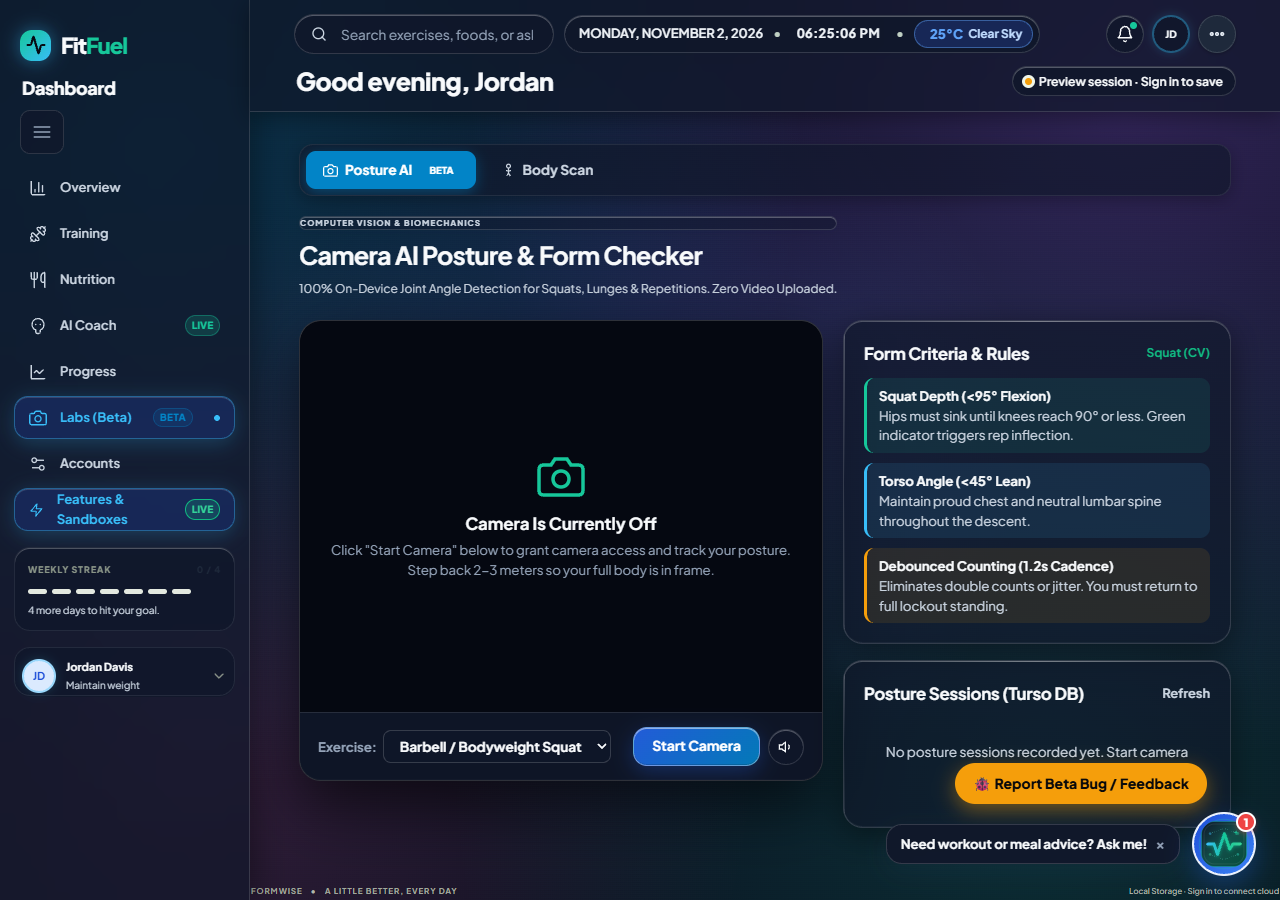 FitFuel
Dashboard
Overview
Training
Nutrition
AI Coach LIVE
Progress
Labs (Beta) BETA
Accounts
Features & Sandboxes LIVE
WEEKLY STREAK 0 / 4
4 more days to hit your goal.
JD Jordan Davis
Maintain weight
Search exercises, foods, or asl
MONDAY, NOVEMBER 2, 2026 • 06:25:06 PM • 25°C Clear Sky
JD
Good evening, Jordan
Preview session · Sign in to save
Posture AI BETA
Body Scan
COMPUTER VISION & BIOMECHANICS
Camera AI Posture & Form Checker
100% On-Device Joint Angle Detection for Squats, Lunges & Repetitions. Zero Video Uploaded.
Camera Is Currently Off
Click "Start Camera" below to grant camera access and track your posture.
Step back 2–3 meters so your full body is in frame.
Exercise: Barbell / Bodyweight Squat Start Camera
Form Criteria & Rules Squat (CV)
Squat Depth (<95° Flexion)
Hips must sink until knees reach 90° or less. Green
indicator triggers rep inflection.
Torso Angle (<45° Lean)
Maintain proud chest and neutral lumbar spine
throughout the descent.
Debounced Counting (1.2s Cadence)
Eliminates double counts or jitter. You must return to
full lockout standing.
Posture Sessions (Turso DB) Refresh
No posture sessions recorded yet. Start camera
🐞 Report Beta Bug / Feedback
Need workout or meal advice? Ask me! ×
1
FORMWISE • A LITTLE BETTER, EVERY DAY
Local Storage · Sign in to connect cloud